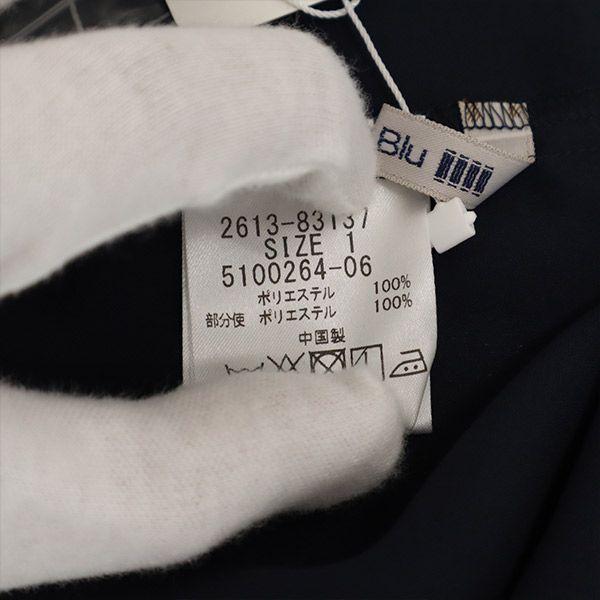 Blu
2613-83137
SIZE 1
5100264-06
ポリエステル 100%
部分使 ポリエステル 100%
中国製